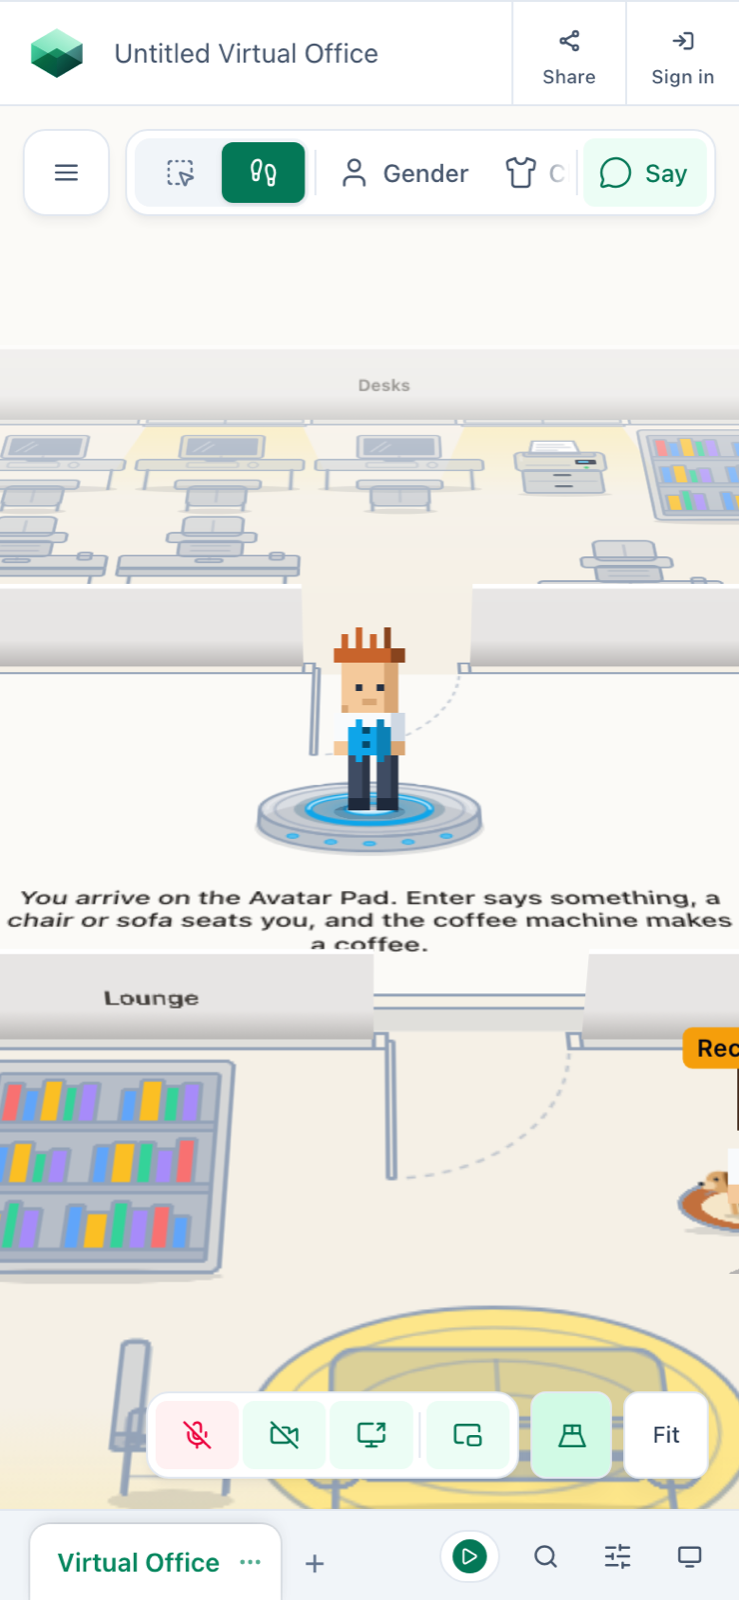 Untitled Virtual Office
Share
Sign in
Gender
Say
Desks
You arrive on the Avatar Pad. Enter says something, a
chair or sofa seats you, and the coffee machine makes
a coffee.
Lounge
Fit
Virtual Office